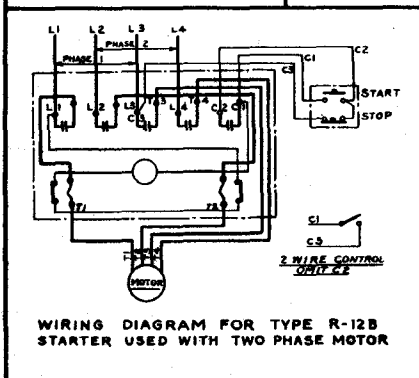 L1 L2 L3 L4
PHASE 2
PHASE 1
C2
C1
C3
START
STOP
L1 L2 L3 T3 L4 T4 C2 C1
C3
T1 T2
MOTOR
C1
C3
2 WIRE CONTROL
OMIT C2
WIRING DIAGRAM FOR TYPE R-12B
STARTER USED WITH TWO PHASE MOTOR